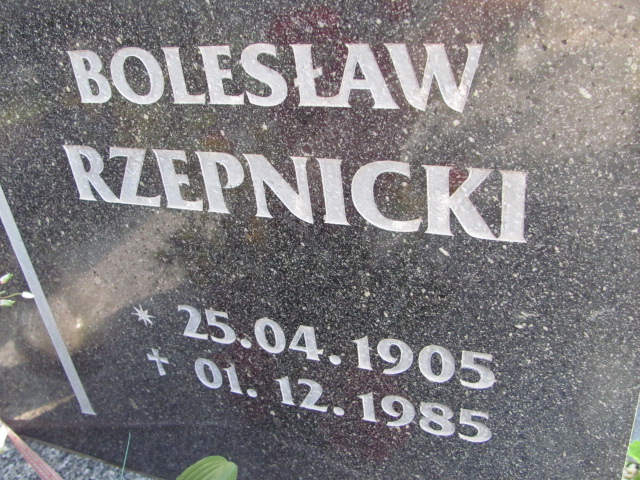 BOLESŁAW
RZEPNICKI
* 25.04.1905
✝ 01.12.1985